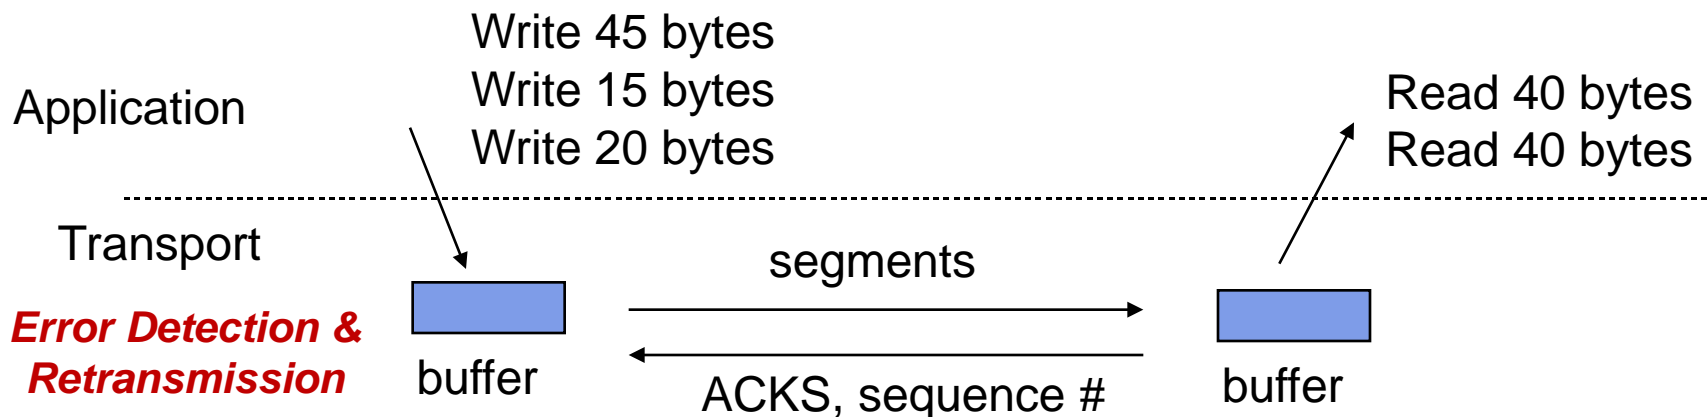 Write 45 bytes
Write 15 bytes
Write 20 bytes
Application
Read 40 bytes
Read 40 bytes
Transport
Error Detection &
Retransmission
buffer
segments
ACKS, sequence #
buffer